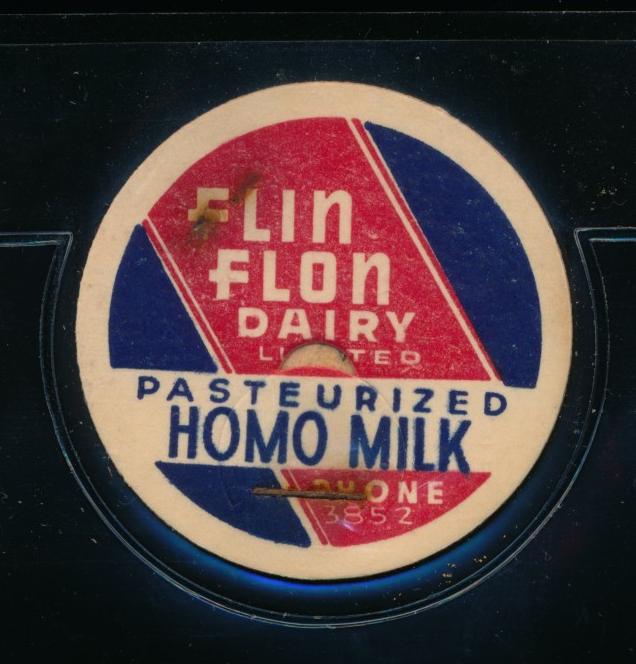 FLIN
FLON
DAIRY
LIMITED
PASTEURIZED
HOMO MILK
PHONE
3852